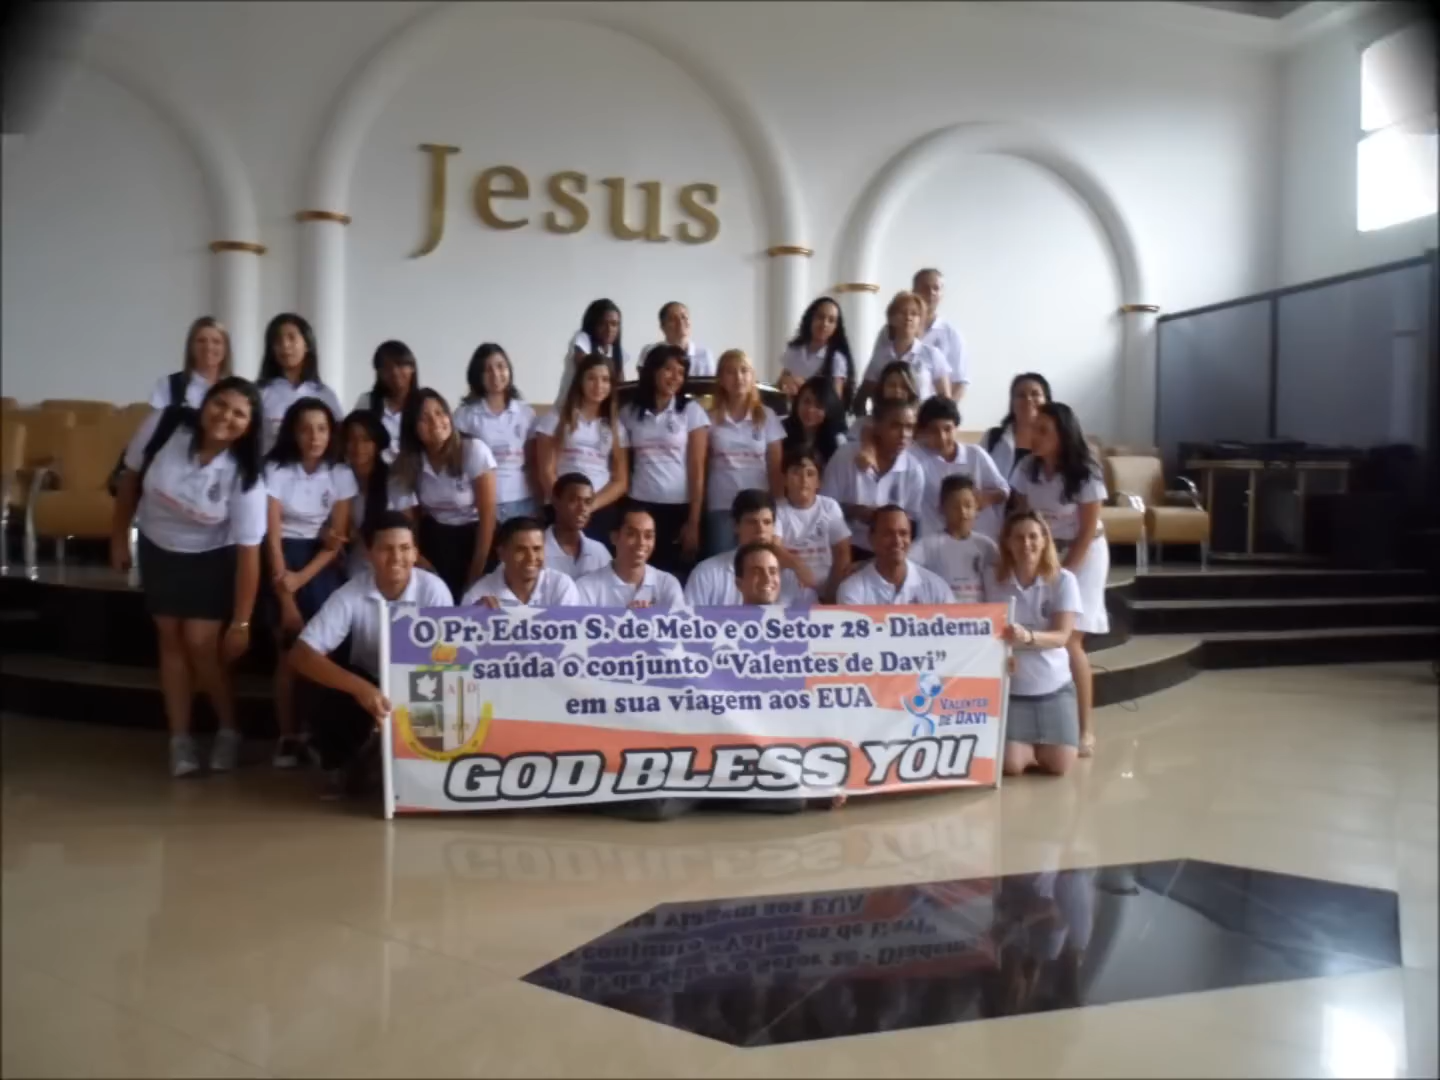 Jesus
O Pr. Edson S. de Melo e o Setor 28 - Diadema
saúda o conjunto “Valentes de Davi”
em sua viagem aos EUA
A D
VALENTES
DE DAVI
GOD BLESS YOU